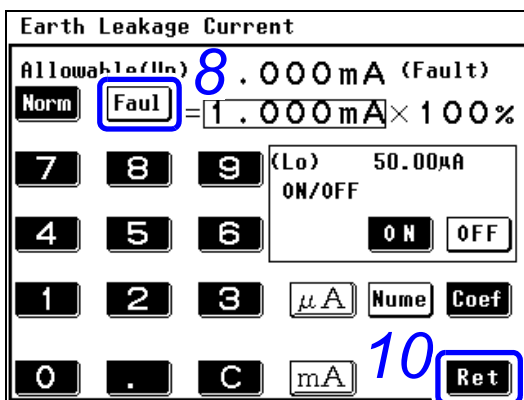 Earth Leakage Current
Allowable(Up) 8 .000mA (Fault)
Norm Faul =1.000mA×100%
7 8 9 (Lo) 50.00µA
ON/OFF
4 5 6 ON OFF
1 2 3 µA Nume Coef
0 . C mA 10 Ret